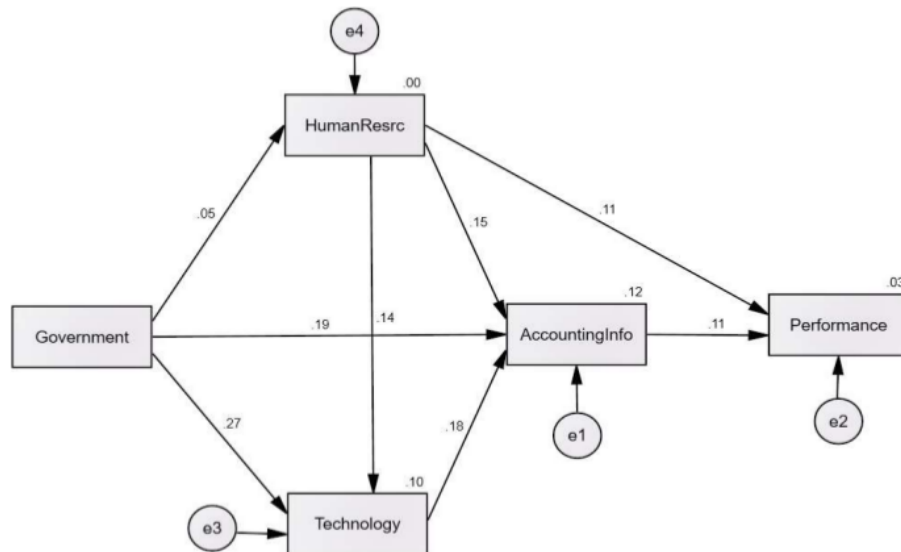 e4
.00
HumanResrc
.05
.15
.11
.12
.03
Government
.19
.14
AccountingInfo
.11
Performance
.27
.18
e1
e2
.10
e3
Technology